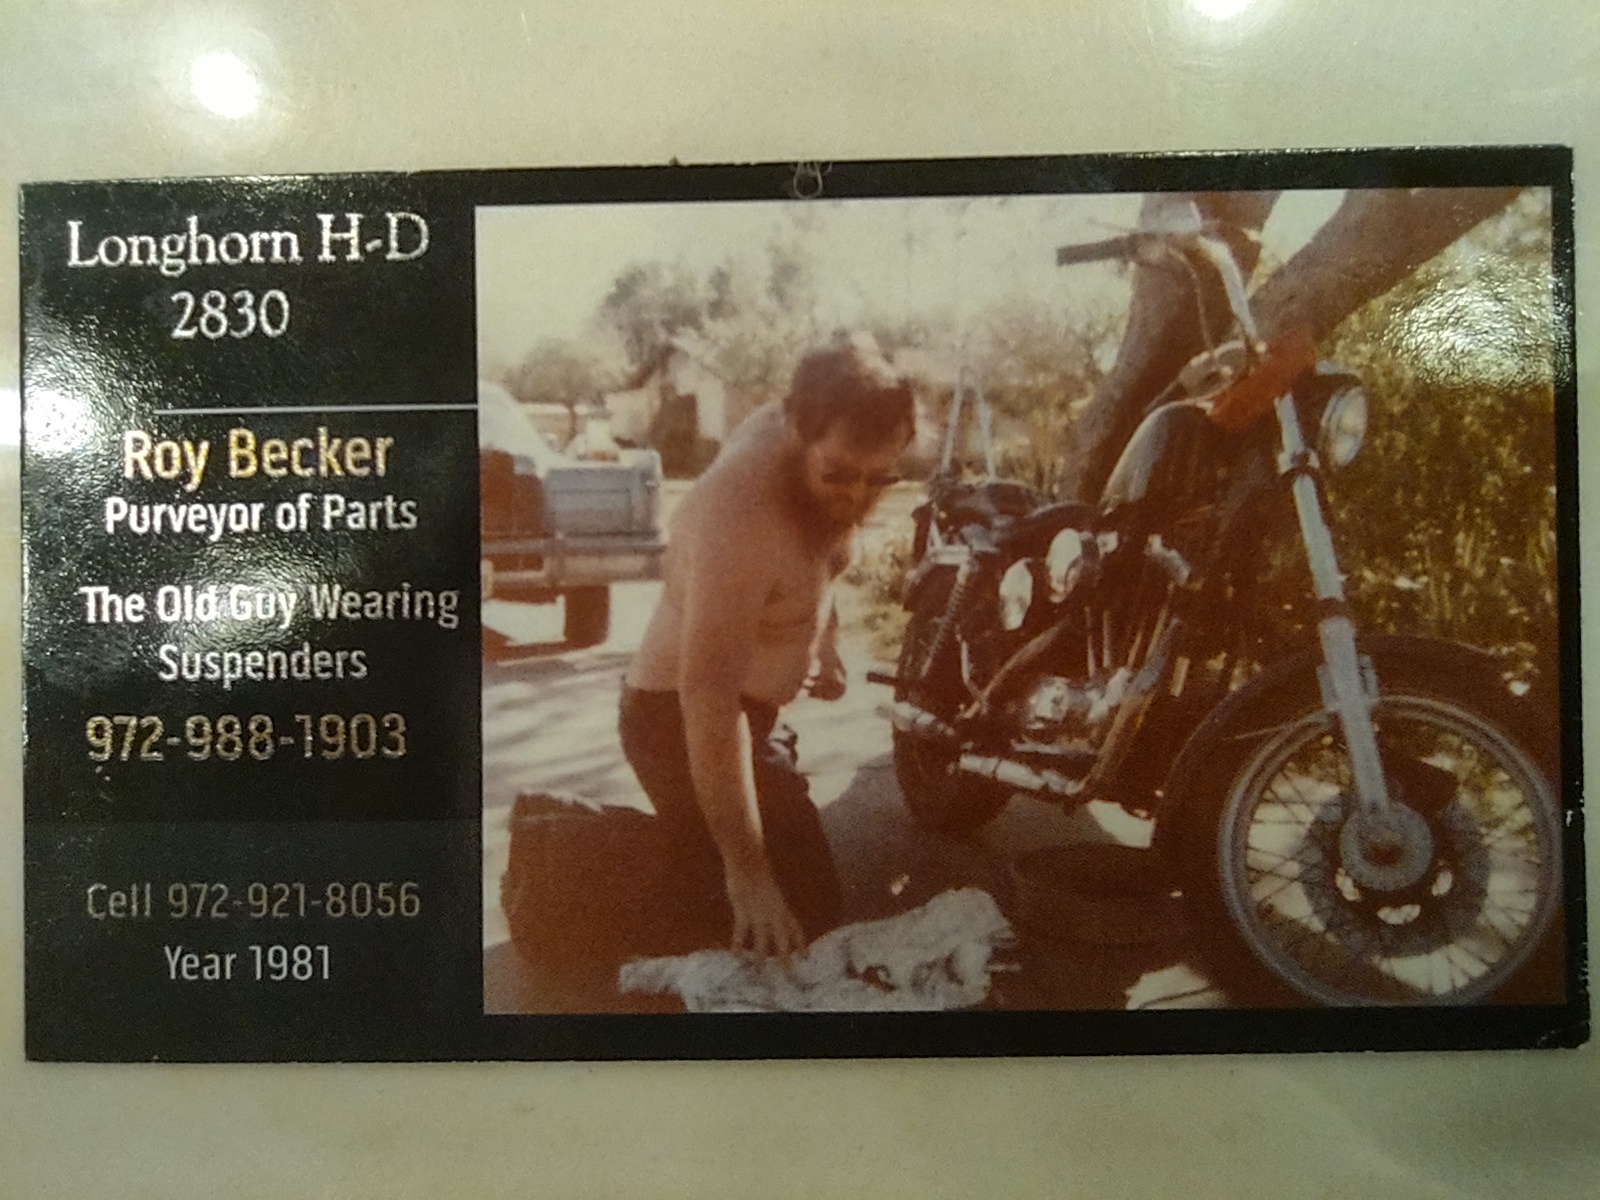 Longhorn H-D
2830
Roy Becker
Purveyor of Parts
The Old Guy Wearing
Suspenders
972-988-1903
Cell 972-921-8056
Year 1981